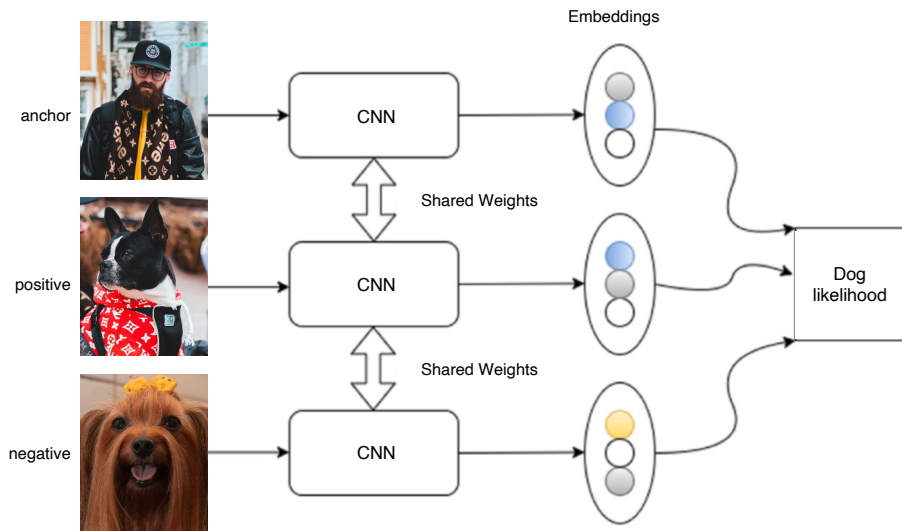 Embeddings
anchor
CNN
Shared Weights
positive
CNN
Dog
likelihood
Shared Weights
negative
CNN